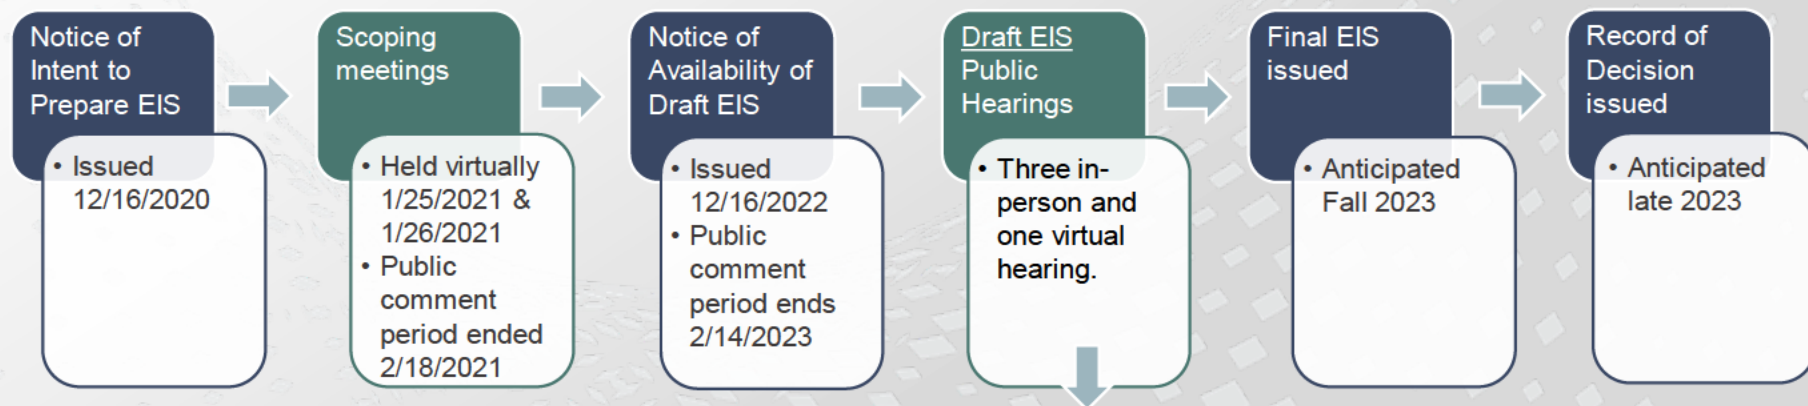 Notice of
Intent to
Prepare EIS
• Issued
12/16/2020
Scoping
meetings
• Held virtually
1/25/2021 &
1/26/2021
• Public
comment
period ended
2/18/2021
Notice of
Availability of
Draft EIS
• Issued
12/16/2022
• Public
comment
period ends
2/14/2023
Draft EIS
Public
Hearings
• Three in-
person and
one virtual
hearing.
Final EIS
issued
• Anticipated
Fall 2023
Record of
Decision
issued
• Anticipated
late 2023